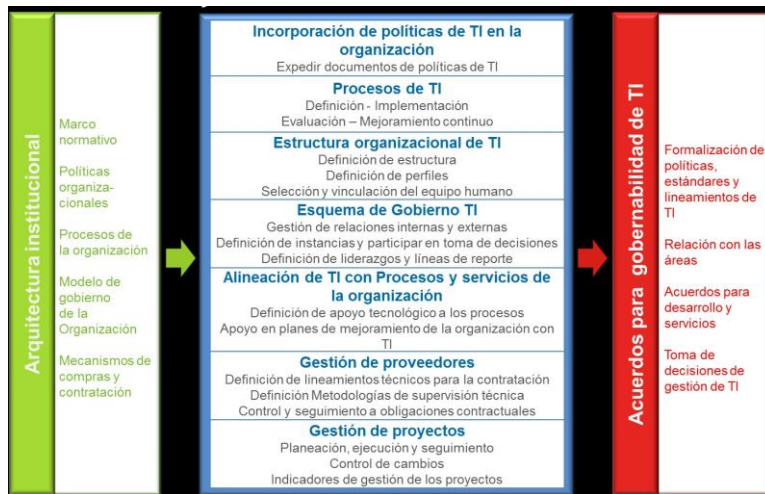 Arquitectura institucional
Marco
normativo
Políticas
organiza-
cionales
Procesos de
la organización
Modelo de
gobierno
de la
Organización
Mecanismos de
compras y
contratación
Incorporación de políticas de TI en la
organización
Expedir documentos de políticas de TI
Procesos de TI
Definición - Implementación
Evaluación – Mejoramiento continuo
Estructura organizacional de TI
Definición de estructura
Definición de perfiles
Selección y vinculación del equipo humano
Esquema de Gobierno TI
Gestión de relaciones internas y externas
Definición de instancias y participar en toma de decisiones
Definición de liderazgos y líneas de reporte
Alineación de TI con Procesos y servicios de
la organización
Definición de apoyo tecnológico a los procesos
Apoyo en planes de mejoramiento de la organización con
TI
Gestión de proveedores
Definición de lineamientos técnicos para la contratación
Definición Metodologías de supervisión técnica
Control y seguimiento a obligaciones contractuales
Gestión de proyectos
Planeación, ejecución y seguimiento
Control de cambios
Indicadores de gestión de los proyectos
Acuerdos para gobernabilidad de TI
Formalización de
políticas,
estándares y
lineamientos de
TI
Relación con las
áreas
Acuerdos para
desarrollo y
servicios
Toma de
decisiones de
gestión de TI